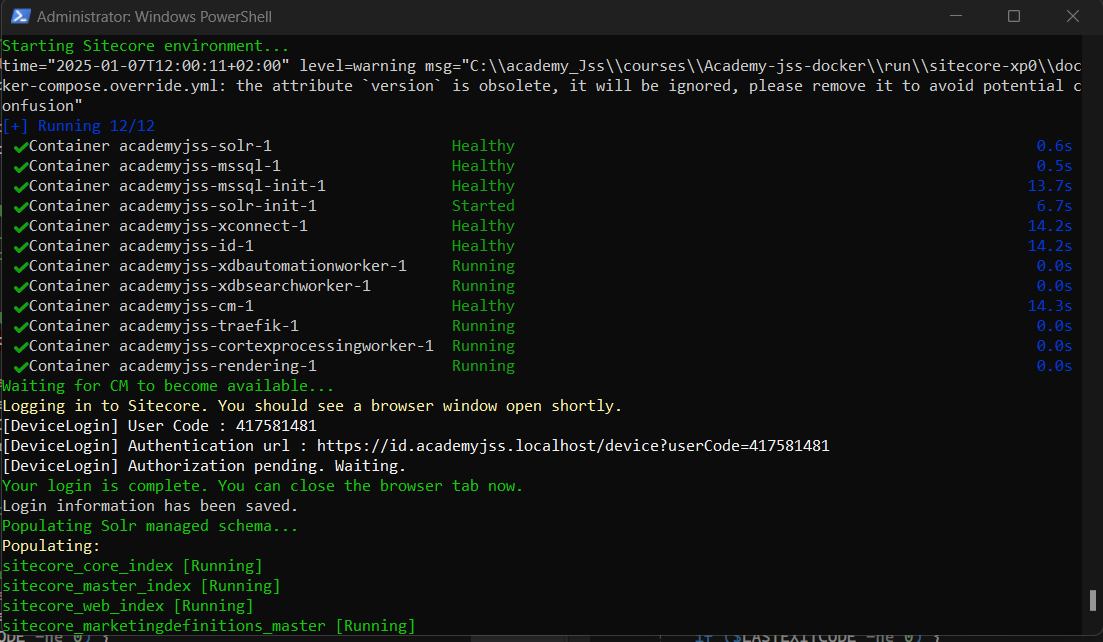 Administrator: Windows PowerShell
Starting Sitecore environment...
time="2025-01-07T12:00:11+02:00" level=warning msg="C:\\academy_Jss\\courses\\Academy-jss-docker\\run\\sitecore-xp0\\doc
ker-compose.override.yml: the attribute `version` is obsolete, it will be ignored, please remove it to avoid potential c
onfusion"
[+] Running 12/12
✔Container academyjss-solr-1 Healthy 0.6s
✔Container academyjss-mssql-1 Healthy 0.5s
✔Container academyjss-mssql-init-1 Healthy 13.7s
✔Container academyjss-solr-init-1 Started 6.7s
✔Container academyjss-xconnect-1 Healthy 14.2s
✔Container academyjss-id-1 Healthy 14.2s
✔Container academyjss-xdbautomationworker-1 Running 0.0s
✔Container academyjss-xdbsearchworker-1 Running 0.0s
✔Container academyjss-cm-1 Healthy 14.3s
✔Container academyjss-traefik-1 Running 0.0s
✔Container academyjss-cortexprocessingworker-1 Running 0.0s
✔Container academyjss-rendering-1 Running 0.0s
Waiting for CM to become available...
Logging in to Sitecore. You should see a browser window open shortly.
[DeviceLogin] User Code : 417581481
[DeviceLogin] Authentication url : https://id.academyjss.localhost/device?userCode=417581481
[DeviceLogin] Authorization pending. Waiting.
Your login is complete. You can close the browser tab now.
Login information has been saved.
Populating Solr managed schema...
Populating:
sitecore_core_index [Running]
sitecore_master_index [Running]
sitecore_web_index [Running]
sitecore_marketingdefinitions_master [Running]